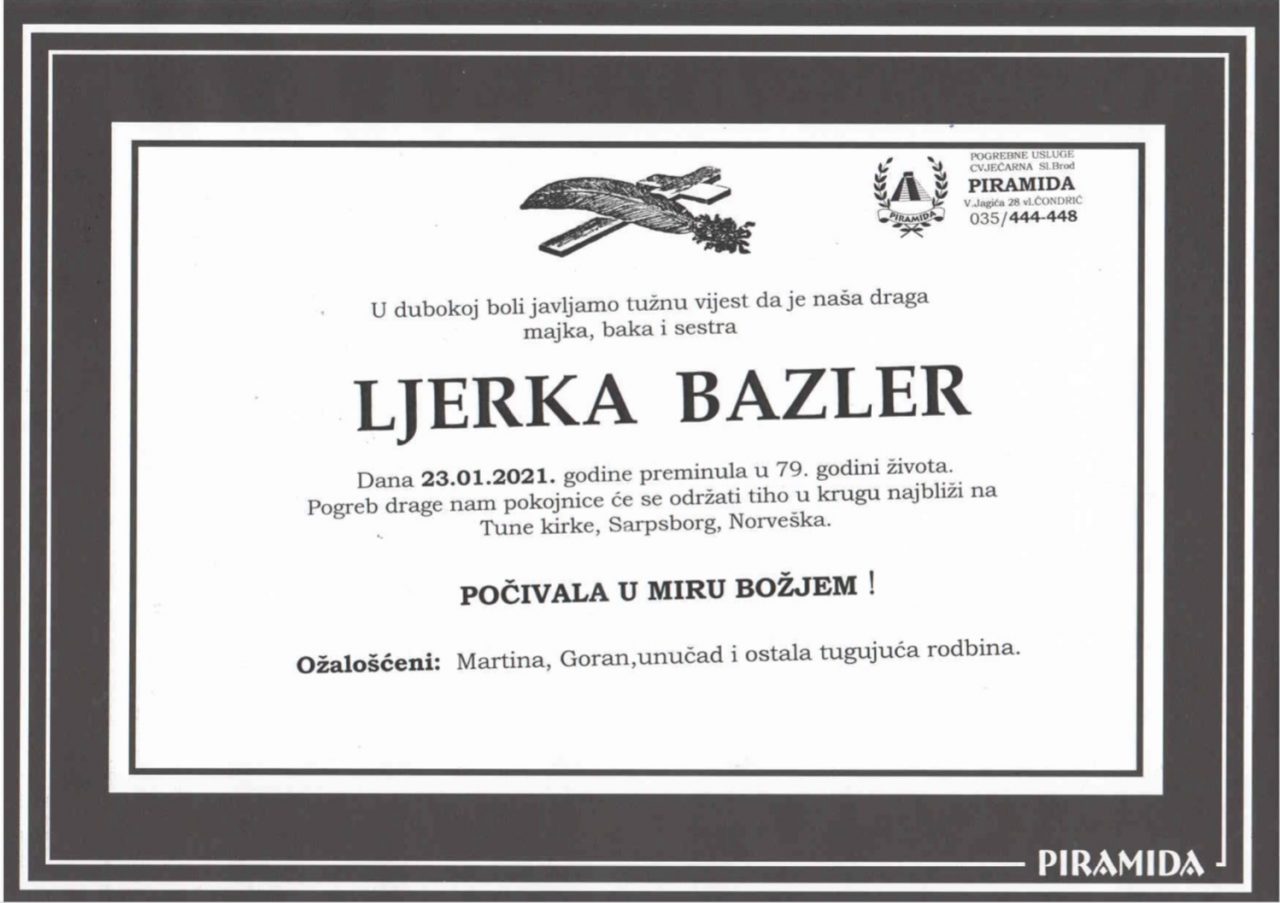 POGREBNE USLUGE
CVJEĆARNA Sl.Brod
PIRAMIDA
V.Jagića 28 vl.ČONDRIĆ
035/444-448
PIRAMIDA
U dubokoj boli javljamo tužnu vijest da je naša draga
majka, baka i sestra
LJERKA BAZLER
Dana 23.01.2021. godine preminula u 79. godini života.
Pogreb drage nam pokojnice će se održati tiho u krugu najbliži na
Tune kirke, Sarpsborg, Norveška.
POČIVALA U MIRU BOŽJEM !
Ožalošćeni: Martina, Goran,unučad i ostala tugujuća rodbina.
PIRAMIDA